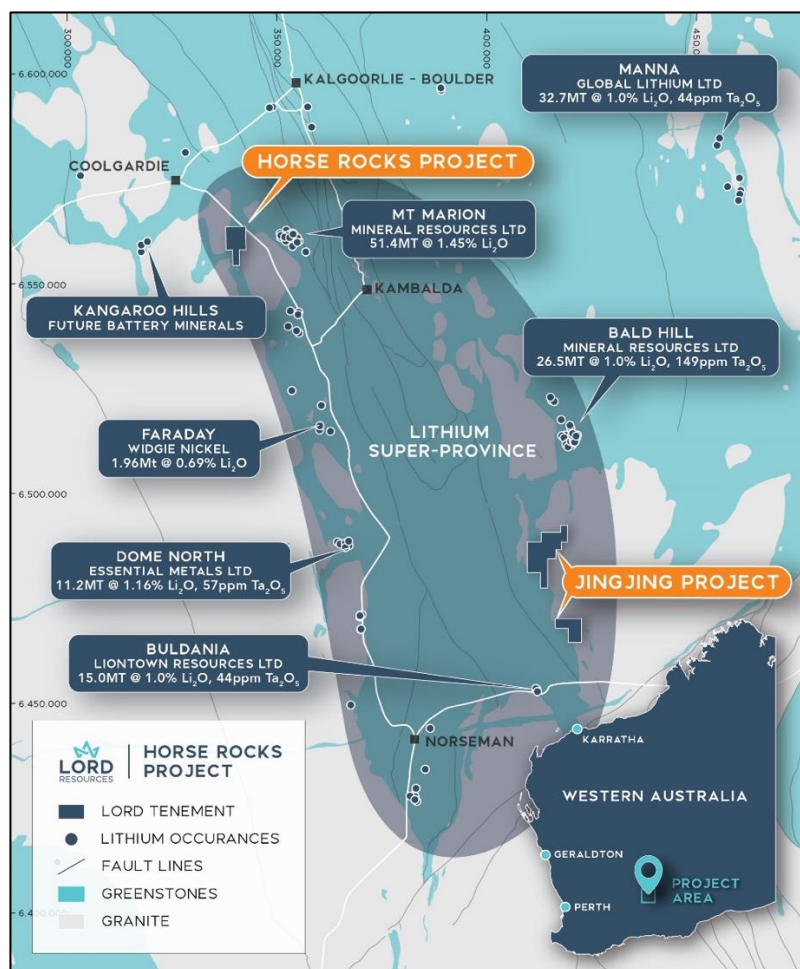 300.000
350.000
400.000
450.000
6.600.000
6.550.000
6.500.000
6.450.000
6.400.000
KALGOORLIE - BOULDER
COOLGARDIE
KAMBALDA
NORSEMAN
HORSE ROCKS PROJECT
MANNA
GLOBAL LITHIUM LTD
32.7MT @ 1.0% Li₂O, 44ppm Ta₂O₅
MT MARION
MINERAL RESOURCES LTD
51.4MT @ 1.45% Li₂O
KANGAROO HILLS
FUTURE BATTERY MINERALS
BALD HILL
MINERAL RESOURCES LTD
26.5MT @ 1.0% Li₂O, 149ppm Ta₂O₅
LITHIUM
SUPER-PROVINCE
FARADAY
WIDGIE NICKEL
1.96Mt @ 0.69% Li₂O
DOME NORTH
ESSENTIAL METALS LTD
11.2MT @ 1.16% Li₂O, 57ppm Ta₂O₅
JINGJING PROJECT
BULDANIA
LIONTOWN RESOURCES LTD
15.0MT @ 1.0% Li₂O, 44ppm Ta₂O₅
LORD
RESOURCES
HORSE ROCKS
PROJECT
LORD TENEMENT
LITHIUM OCCURANCES
FAULT LINES
GREENSTONES
GRANITE
KARRATHA
WESTERN AUSTRALIA
GERALDTON
PROJECT
AREA
PERTH